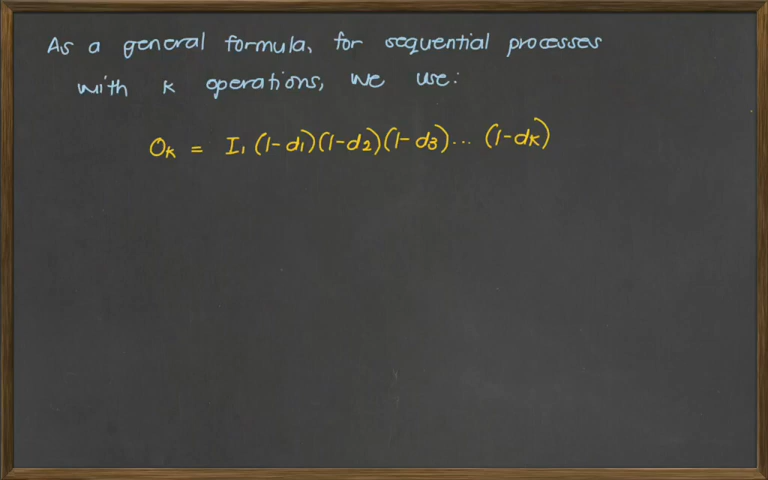 As a general formula, for sequential processes
with k operations, we use:
Ok = I1 (1-d1)(1-d2)(1-d3)... (1-dk)